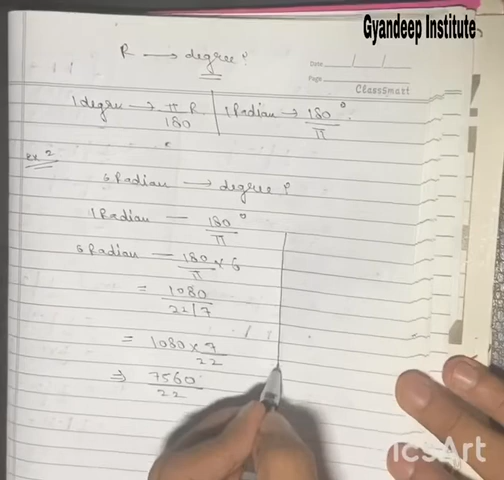 Gyandeep Institute
R → degree?
Date / /
Page
Classmate
1 degree → π R / 180 | 1 Radian → 180° / π
ex 2
6 Radian → degree?
1 Radian — 180° / π
6 Radian — 180 × 6 / π
= 1080 / 22/7
= 1080 × 7 / 22
⇒ 7560 / 22
icsArt